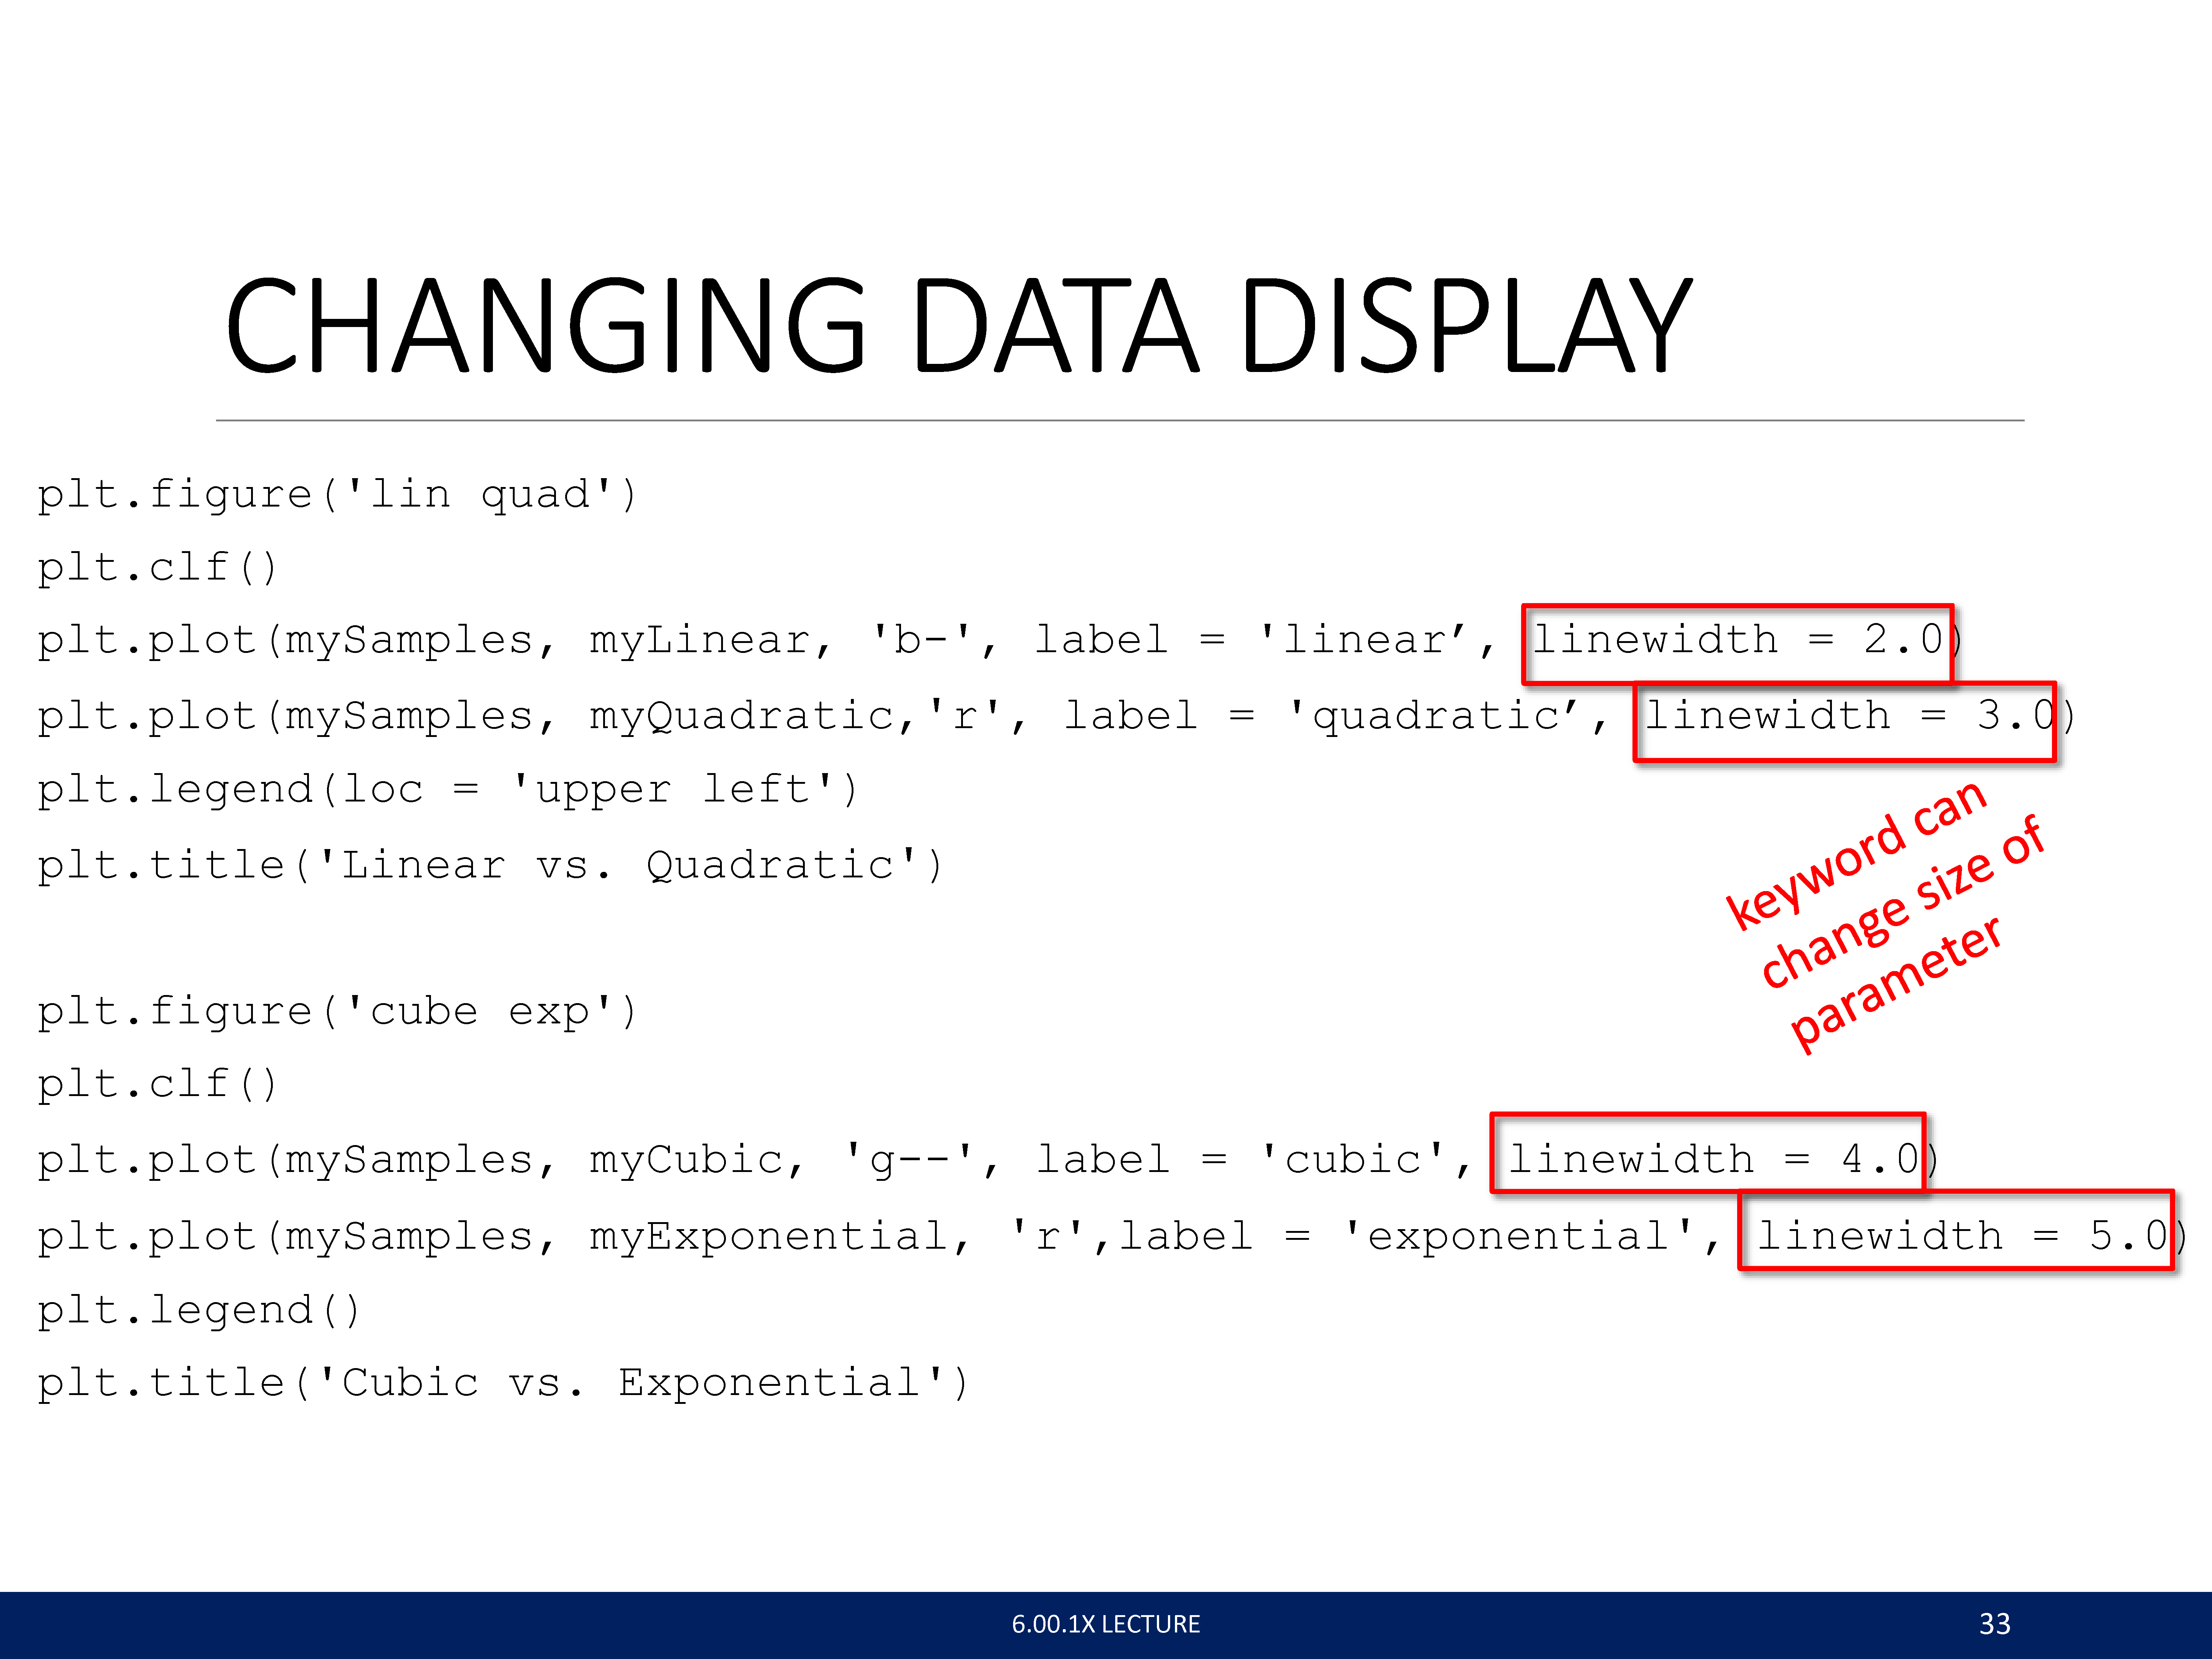 CHANGING DATA DISPLAY
plt.figure('lin quad')
plt.clf()
plt.plot(mySamples, myLinear, 'b-', label = 'linear’, linewidth = 2.0)
plt.plot(mySamples, myQuadratic,'r', label = 'quadratic’, linewidth = 3.0)
plt.legend(loc = 'upper left')
plt.title('Linear vs. Quadratic')
keyword can
change size of
parameter
plt.figure('cube exp')
plt.clf()
plt.plot(mySamples, myCubic, 'g--', label = 'cubic', linewidth = 4.0)
plt.plot(mySamples, myExponential, 'r',label = 'exponential', linewidth = 5.0)
plt.legend()
plt.title('Cubic vs. Exponential')
6.00.1X LECTURE
33